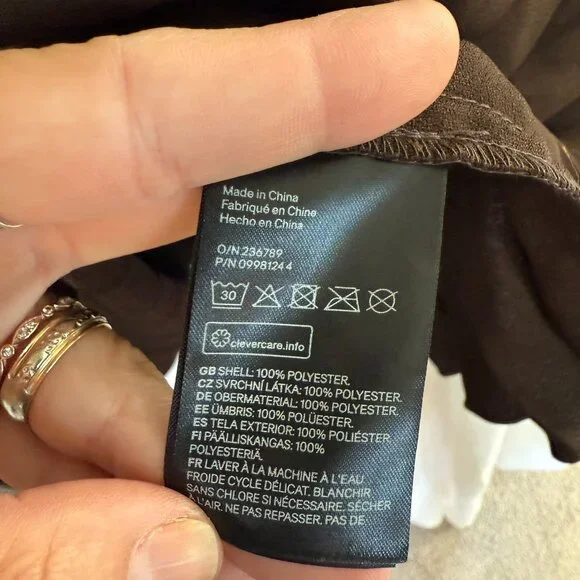 Made in China
Fabriqué en Chine
Hecho en China
O/N 236789
P/N 0998124 4
30
clevercare.info
GB SHELL: 100% POLYESTER.
CZ SVRCHNÍ LÁTKA: 100% POLYESTER.
DE OBERMATERIAL: 100% POLYESTER.
EE ÜMBRIS: 100% POLÜESTER.
ES TELA EXTERIOR: 100% POLIÉSTER
FI PÄÄLLISKANGAS: 100%
POLYESTERIÄ.
FR LAVER À LA MACHINE À L'EAU
FROIDE CYCLE DÉLICAT. BLANCHIR
SANS CHLORE SI NÉCESSAIRE. SÉCHER
À L'AIR. NE PAS REPASSER. PAS DE